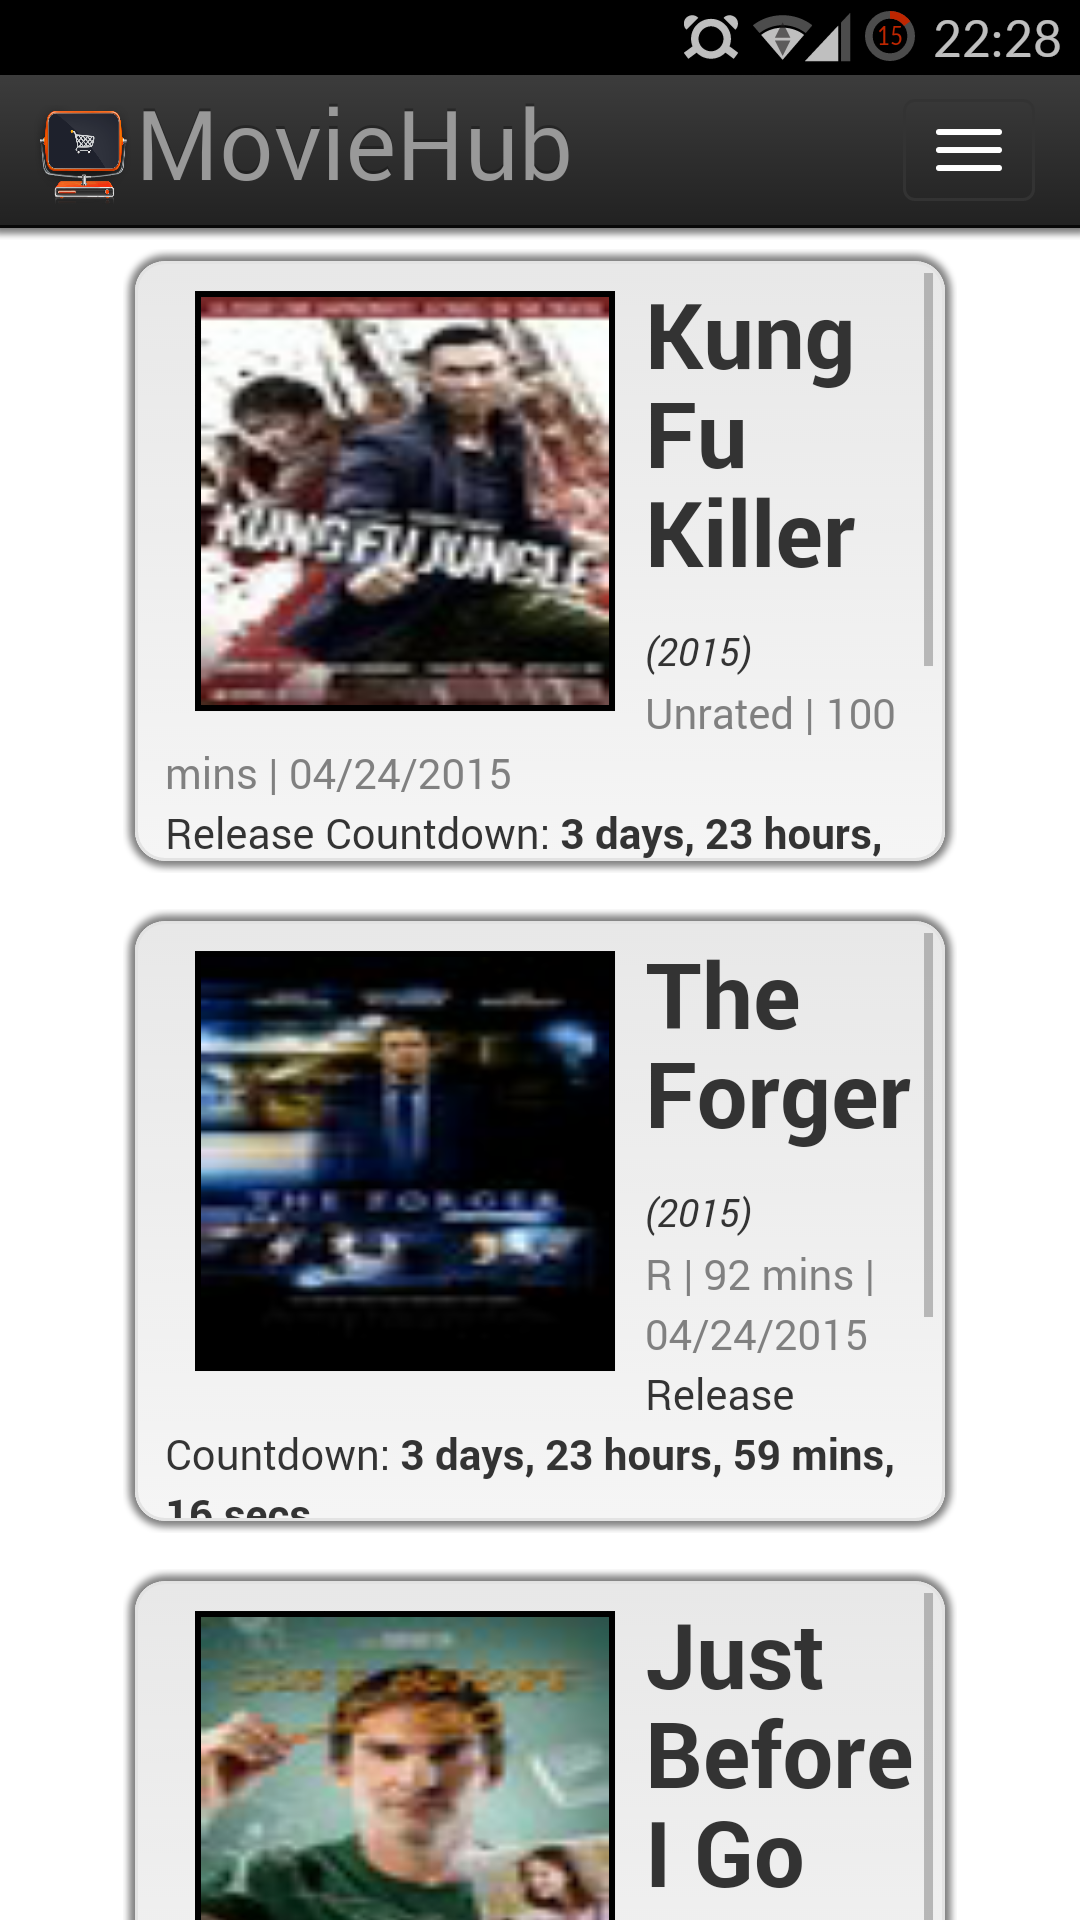 15 22:28
MovieHub
Kung
Fu
Killer
KUNG FU JUNGLE
(2015)
Unrated | 100
mins | 04/24/2015
Release Countdown: 3 days, 23 hours,
The
Forger
THE FORGER
(2015)
R | 92 mins |
04/24/2015
Release
Countdown: 3 days, 23 hours, 59 mins,
16 secs
Just
Before
I Go